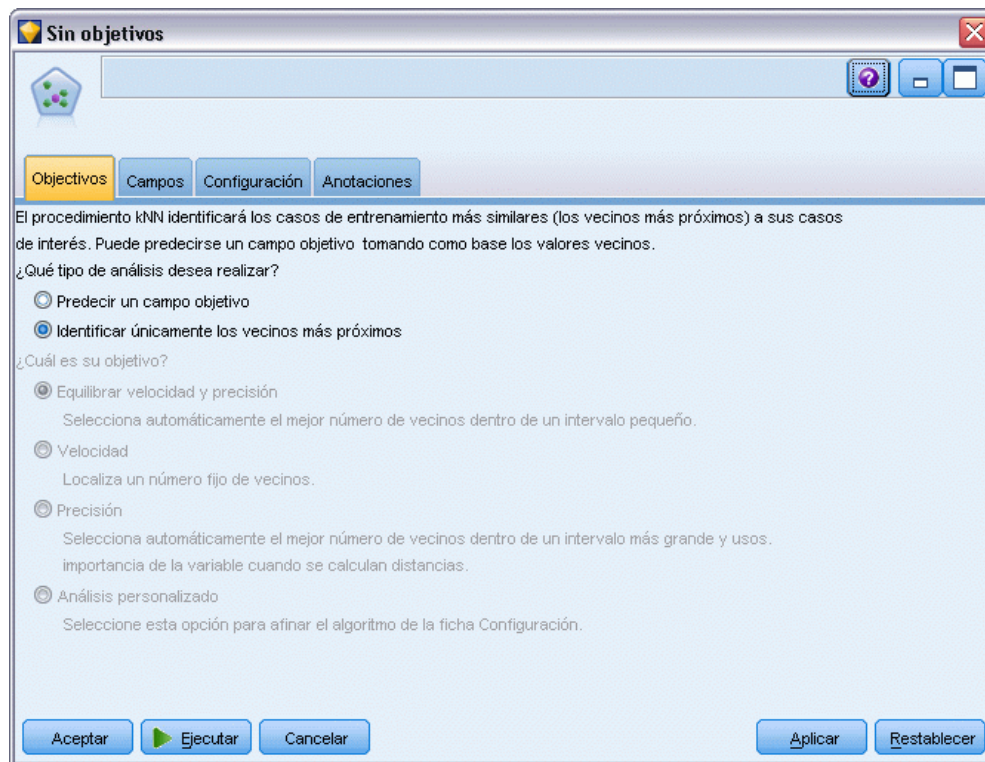 Sin objetivos
Objectivos
Campos
Configuración
Anotaciones
El procedimiento kNN identificará los casos de entrenamiento más similares (los vecinos más próximos) a sus casos
de interés. Puede predecirse un campo objetivo tomando como base los valores vecinos.
¿Qué tipo de análisis desea realizar?
Predecir un campo objetivo
Identificar únicamente los vecinos más próximos
¿Cuál es su objetivo?
Equilibrar velocidad y precisión
Selecciona automáticamente el mejor número de vecinos dentro de un intervalo pequeño.
Velocidad
Localiza un número fijo de vecinos.
Precisión
Selecciona automáticamente el mejor número de vecinos dentro de un intervalo más grande y usos.
importancia de la variable cuando se calculan distancias.
Análisis personalizado
Seleccione esta opción para afinar el algoritmo de la ficha Configuración.
Aceptar
Ejecutar
Cancelar
Aplicar
Restablecer